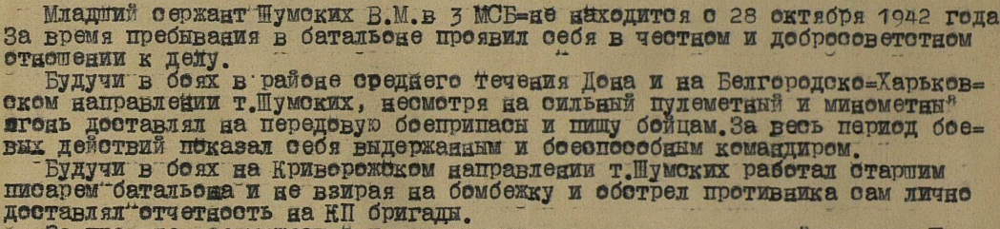 Младший сержант Шумских В.М.в 3 МСБ=не находится с 28 октября 1942 года
За время пребывания в батальоне проявил себя в честном и добросоветстном
отношении к делу.
Будучи в боях в районе среднего течения Дона и на Белгородско=Харьков=
ском направлении т.Шумских, несмотря на сильный пулеметный и минометный
огонь доставлял на передовую боеприпасы и пищу бойцам.За весь период бое=
вых действий показал себя выдержанным и боеспособным командиром.
Будучи в боях на Криворожском направлении т.Шумских работал старшим
писарем батальона и не взирая на бомбежку и обстрел противника сам лично
доставлял отчетность на КП бригады.